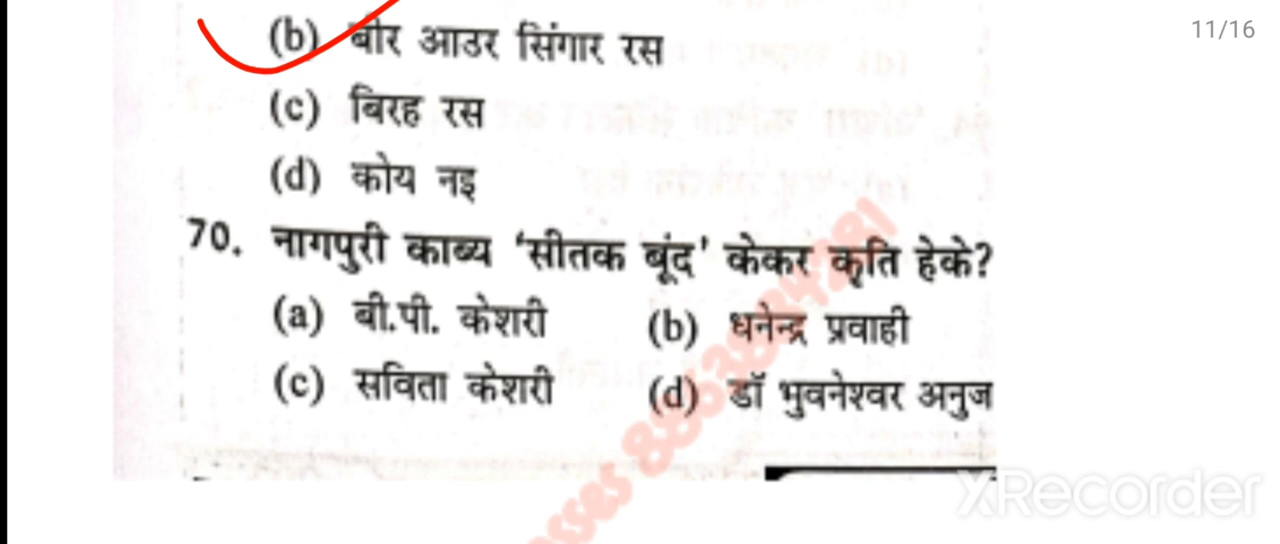 (b) बीर आउर सिंगार रस
11/16
(c) बिरह रस
(d) कोय नइ
70. नागपुरी काब्य 'सीतक बूंद' केकर कृति हेके?
(a) बी.पी. केशरी (b) धनेन्द्र प्रवाही
(c) सविता केशरी (d) डॉ भुवनेश्वर अनुज
XRecorder